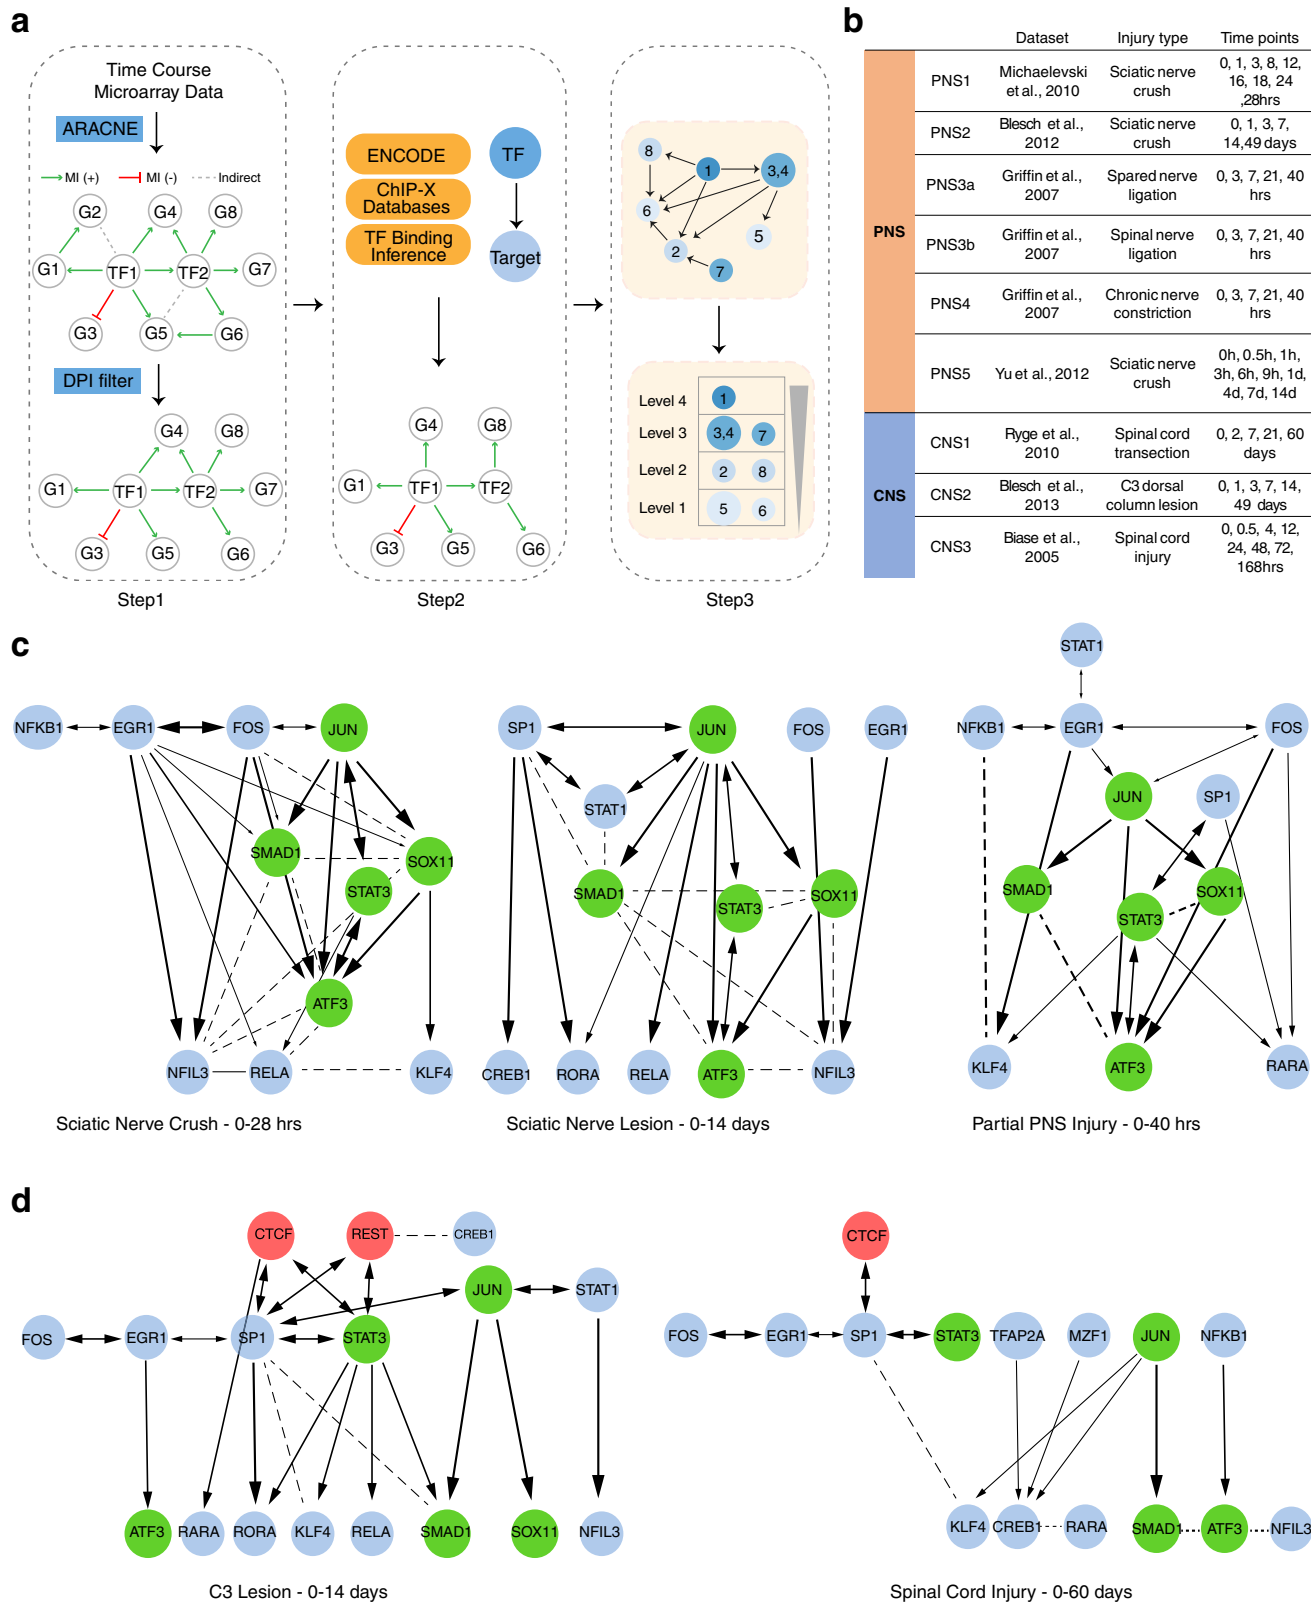 a
Time Course
Microarray Data
ARACNE
MI (+)
MI (-)
Indirect
G2
G4
G8
G1
TF1
TF2
G7
G3
G5
G6
DPI filter
G4
G8
G1
TF1
TF2
G7
G3
G5
G6
Step1
ENCODE
ChIP-X
Databases
TF Binding
Inference
TF
Target
G4
G8
G1
TF1
TF2
G3
G5
G6
Step2
8
1
3,4
6
5
2
7
Level 4
1
Level 3
3,4
7
Level 2
2
8
Level 1
5
6
Step3
b
Dataset
Injury type
Time points
PNS
PNS1
Michaelevski
et al., 2010
Sciatic nerve
crush
0, 1, 3, 8, 12,
16, 18, 24
,28hrs
PNS2
Blesch et al.,
2012
Sciatic nerve
crush
0, 1, 3, 7,
14,49 days
PNS3a
Griffin et al.,
2007
Spared nerve
ligation
0, 3, 7, 21, 40
hrs
PNS3b
Griffin et al.,
2007
Spinal nerve
ligation
0, 3, 7, 21, 40
hrs
PNS4
Griffin et al.,
2007
Chronic nerve
constriction
0, 3, 7, 21, 40
hrs
PNS5
Yu et al., 2012
Sciatic nerve
crush
0h, 0.5h, 1h,
3h, 6h, 9h, 1d,
4d, 7d, 14d
CNS
CNS1
Ryge et al.,
2010
Spinal cord
transection
0, 2, 7, 21, 60
days
CNS2
Blesch et al.,
2013
C3 dorsal
column lesion
0, 1, 3, 7, 14,
49 days
CNS3
Biase et al.,
2005
Spinal cord
injury
0, 0.5, 4, 12,
24, 48, 72,
168hrs
c
NFKB1
EGR1
FOS
JUN
SMAD1
SOX11
STAT3
ATF3
NFIL3
RELA
KLF4
Sciatic Nerve Crush - 0-28 hrs
SP1
JUN
FOS
EGR1
STAT1
SMAD1
STAT3
SOX11
CREB1
RORA
RELA
ATF3
NFIL3
Sciatic Nerve Lesion - 0-14 days
STAT1
NFKB1
EGR1
FOS
JUN
SP1
SMAD1
STAT3
SOX11
KLF4
ATF3
RARA
Partial PNS Injury - 0-40 hrs
d
CTCF
REST
CREB1
JUN
STAT1
FOS
EGR1
SP1
STAT3
ATF3
RARA
RORA
KLF4
RELA
SMAD1
SOX11
NFIL3
C3 Lesion - 0-14 days
CTCF
FOS
EGR1
SP1
STAT3
TFAP2A
MZF1
JUN
NFKB1
KLF4
CREB1
RARA
SMAD1
ATF3
NFIL3
Spinal Cord Injury - 0-60 days